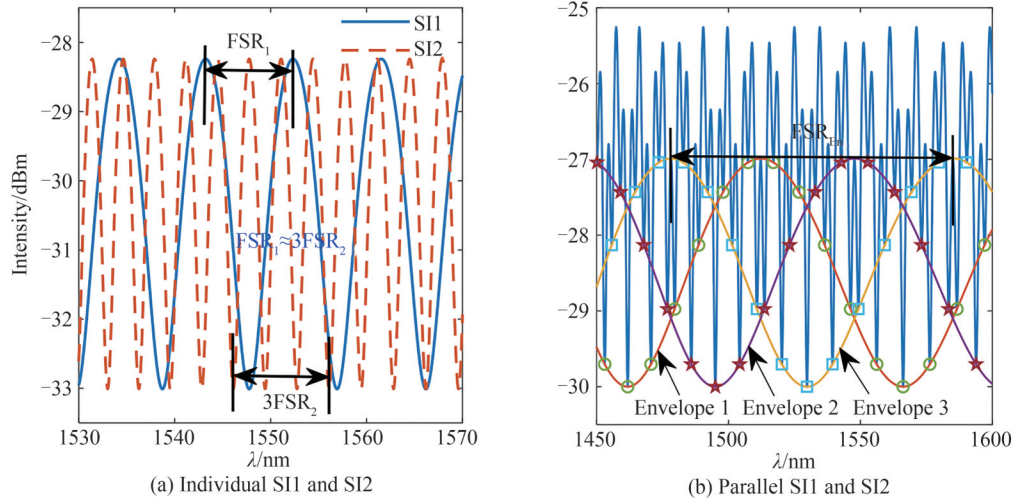 SI1
SI2
FSR₁
FSR₁≈3FSR₂
3FSR₂
Intensity/dBm
−28
−29
−30
−31
−32
−33
1530
1540
1550
1560
1570
λ/nm
(a) Individual SI1 and SI2
−25
−26
−27
−28
−29
−30
FSR_En
Envelope 1
Envelope 2
Envelope 3
1450
1500
1550
1600
λ/nm
(b) Parallel SI1 and SI2